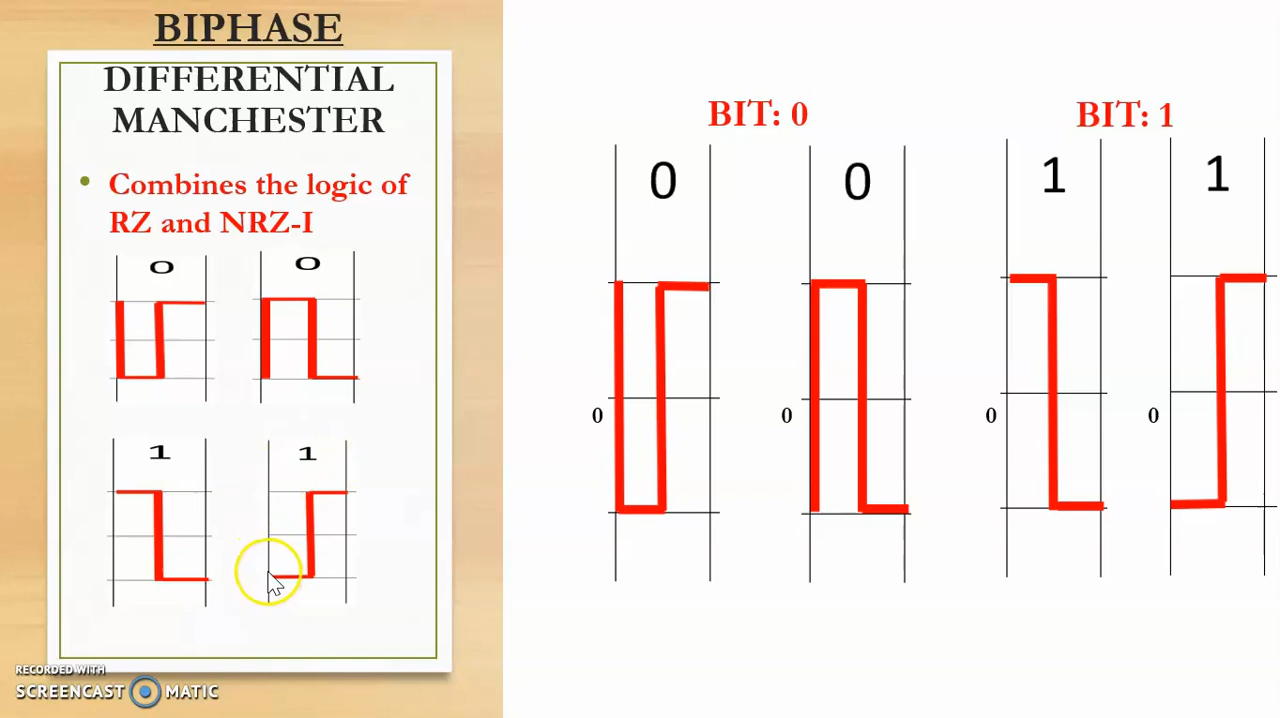 BIPHASE
DIFFERENTIAL
MANCHESTER
• Combines the logic of
RZ and NRZ-I
0 0
1 1
BIT: 0 BIT: 1
0 0 1 1
0 0 0 0
RECORDED WITH
SCREENCAST MATIC